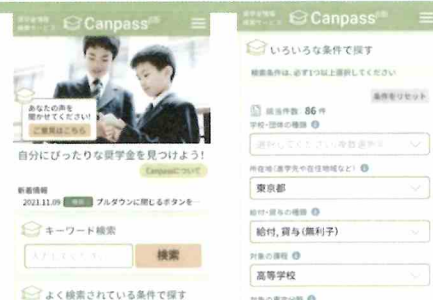 奨学金情報
検索サービス
Canpass
あなたの声を
聞かせてください!
ご意見はこちら
自分にぴったりな奨学金を見つけよう!
Canpassについて
新着情報
2021.11.09 プルダウンに閉じるボタンを…
キーワード検索
検索
よく検索されている条件で探す
奨学金情報
検索サービス
Canpass
いろいろな条件で探す
検索条件は、必ず1つ以上選択してください
条件をリセット
該当件数: 86 件
学校・団体の種類
所在地(進学先や在住地域など)
東京都
給付・貸与の種類
給付, 貸与(無利子)
対象の課程
高等学校